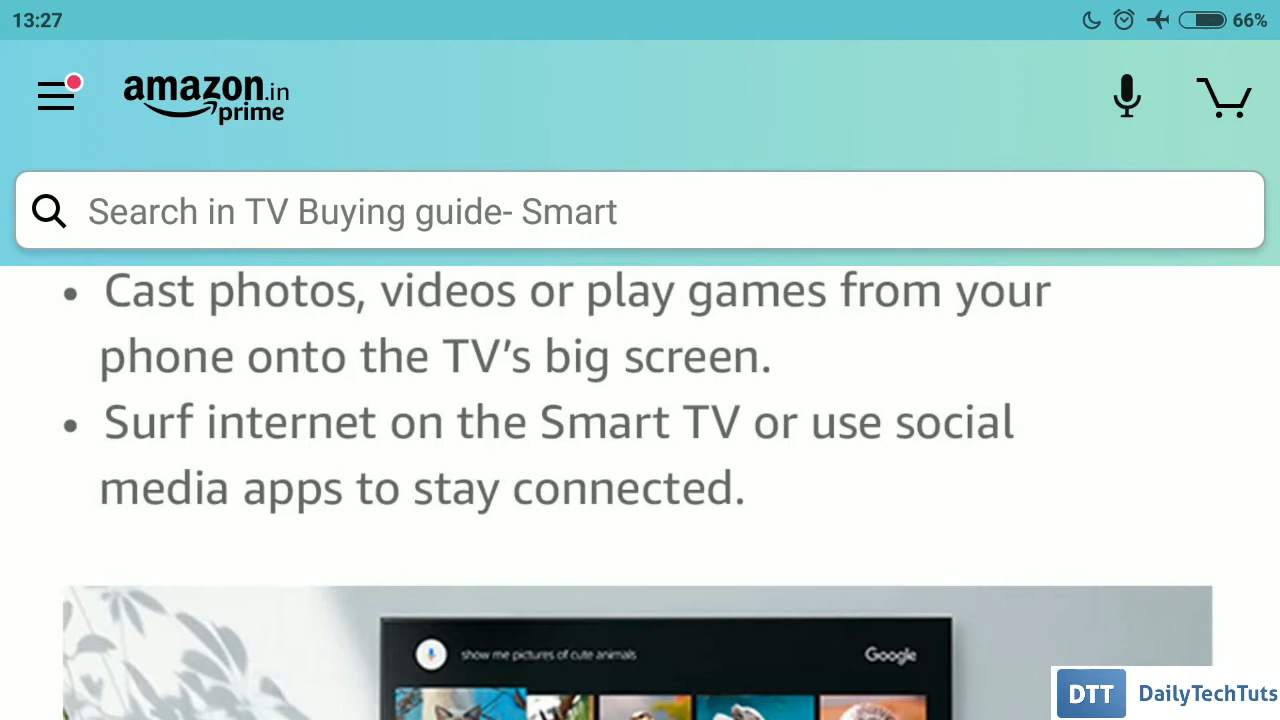 13:27
66%
amazon.in
prime
Search in TV Buying guide- Smart
• Cast photos, videos or play games from your
phone onto the TV's big screen.
• Surf internet on the Smart TV or use social
media apps to stay connected.
show me pictures of cute animals
Google
DTT DailyTechTuts